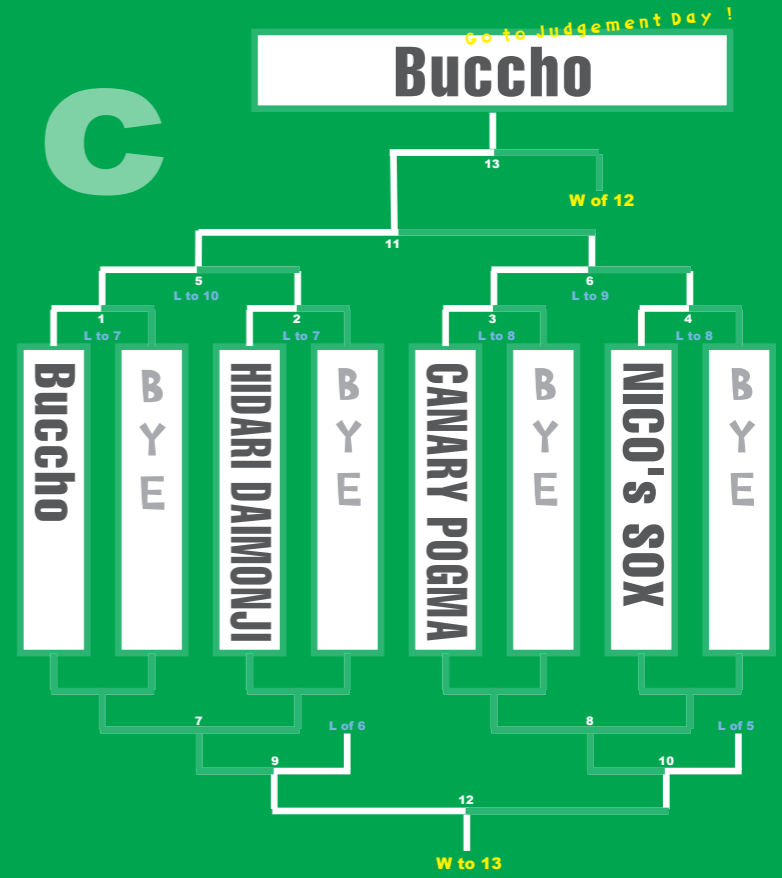 Go to Judgement Day !
Buccho
C
13
W of 12
11
5
L to 10
6
L to 9
1
L to 7
2
L to 7
3
L to 8
4
L to 8
Buccho
BYE
HIDARI DAIMONJI
BYE
CANARY POGMA
BYE
NICO's SOX
BYE
7
L of 6
8
L of 5
9
10
12
W to 13